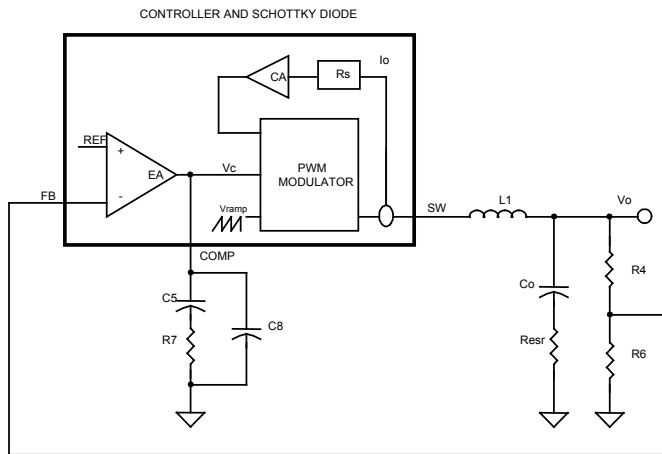 CONTROLLER AND SCHOTTKY DIODE
Io
CA
Rs
REF
+
EA
Vc
PWM
MODULATOR
FB
-
Vramp
SW
L1
Vo
COMP
C5
R7
C8
Co
Resr
R4
R6